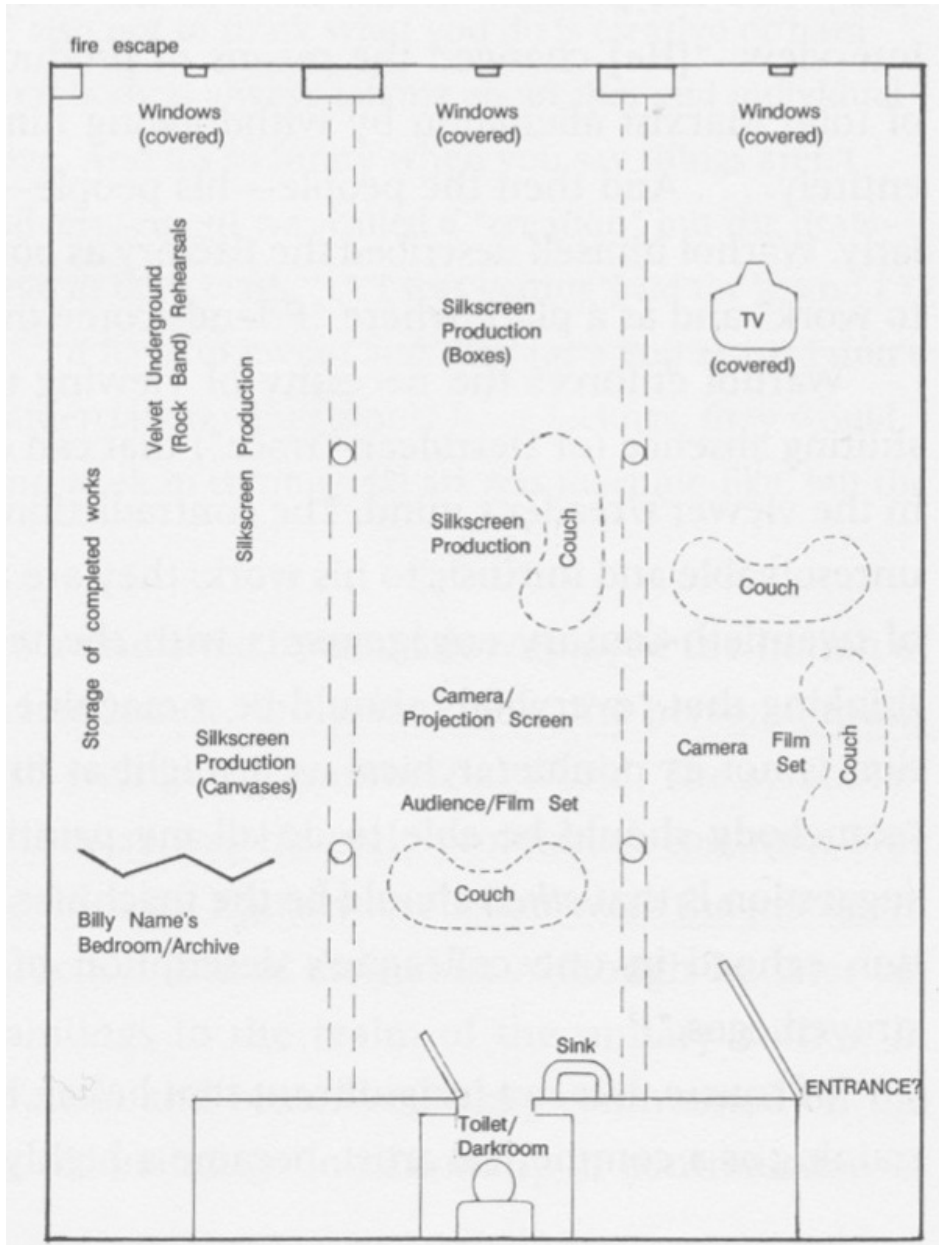 fire escape
Windows
(covered)
Windows
(covered)
Windows
(covered)
Velvet Underground
(Rock Band) Rehearsals
Silkscreen Production
Storage of completed works
Silkscreen
Production
(Boxes)
TV
(covered)
Silkscreen
Production
Couch
Couch
Camera/
Projection Screen
Silkscreen
Production
(Canvases)
Camera
Film
Set
Couch
Audience/Film Set
Couch
Billy Name's
Bedroom/Archive
Sink
ENTRANCE?
Toilet/
Darkroom